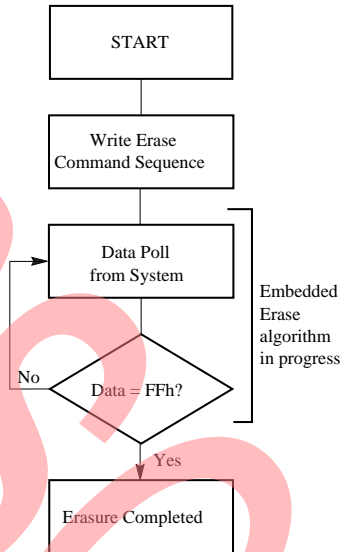 START
Write Erase
Command Sequence
Data Poll
from System
Embedded
Erase
algorithm
in progress
No
Data = FFh?
Yes
Erasure Completed